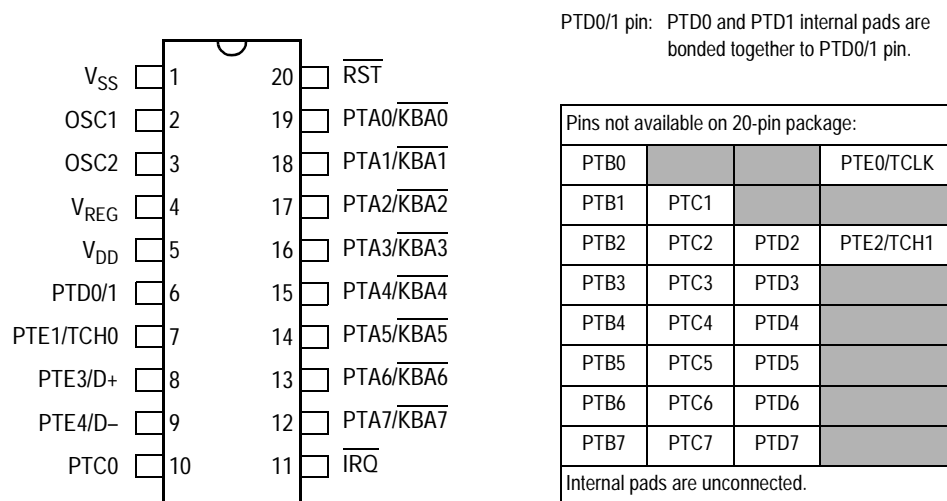 PTD0/1 pin: PTD0 and PTD1 internal pads are
bonded together to PTD0/1 pin.
VSS 1 20 RST
OSC1 2 19 PTA0/KBA0
OSC2 3 18 PTA1/KBA1
VREG 4 17 PTA2/KBA2
VDD 5 16 PTA3/KBA3
PTD0/1 6 15 PTA4/KBA4
PTE1/TCH0 7 14 PTA5/KBA5
PTE3/D+ 8 13 PTA6/KBA6
PTE4/D– 9 12 PTA7/KBA7
PTC0 10 11 IRQ
Pins not available on 20-pin package:
PTB0 PTE0/TCLK
PTB1 PTC1
PTB2 PTC2 PTD2 PTE2/TCH1
PTB3 PTC3 PTD3
PTB4 PTC4 PTD4
PTB5 PTC5 PTD5
PTB6 PTC6 PTD6
PTB7 PTC7 PTD7
Internal pads are unconnected.